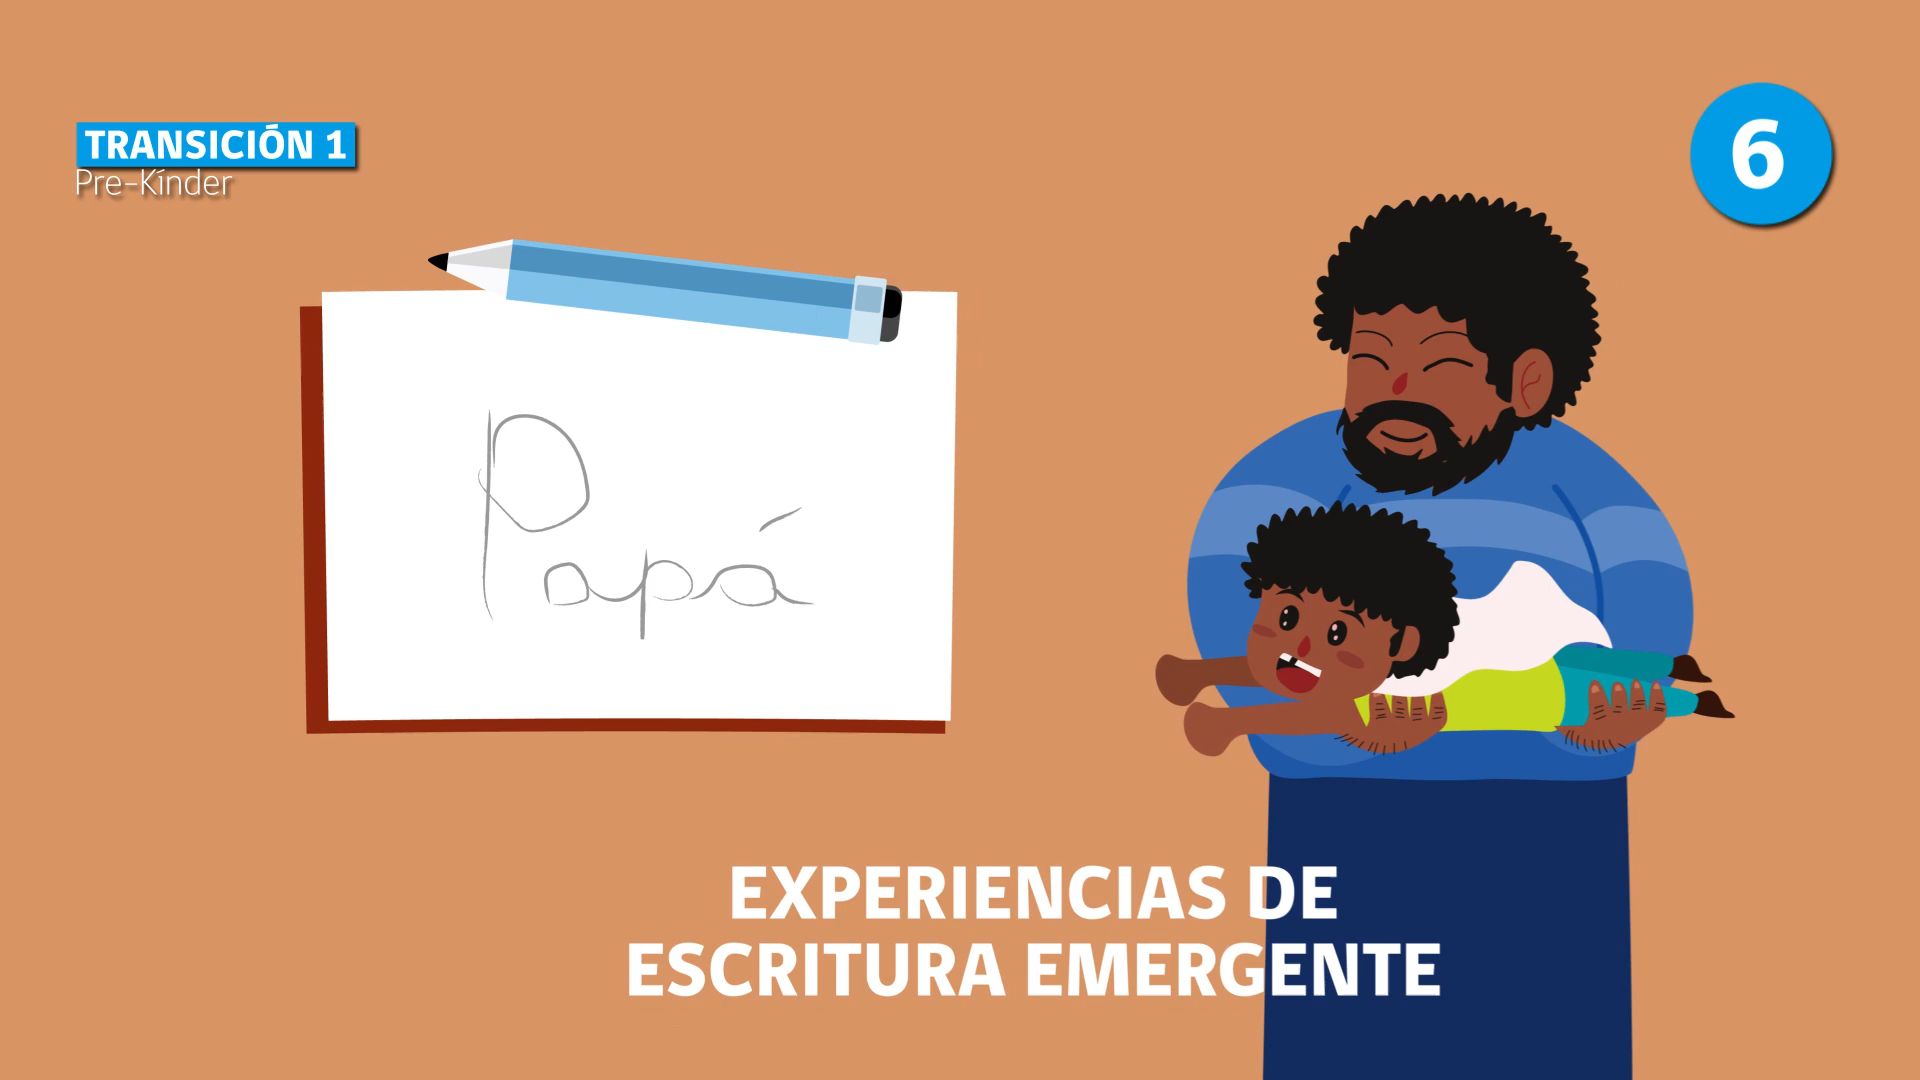 TRANSICIÓN 1
Pre-Kínder
6
Papá
EXPERIENCIAS DE
ESCRITURA EMERGENTE